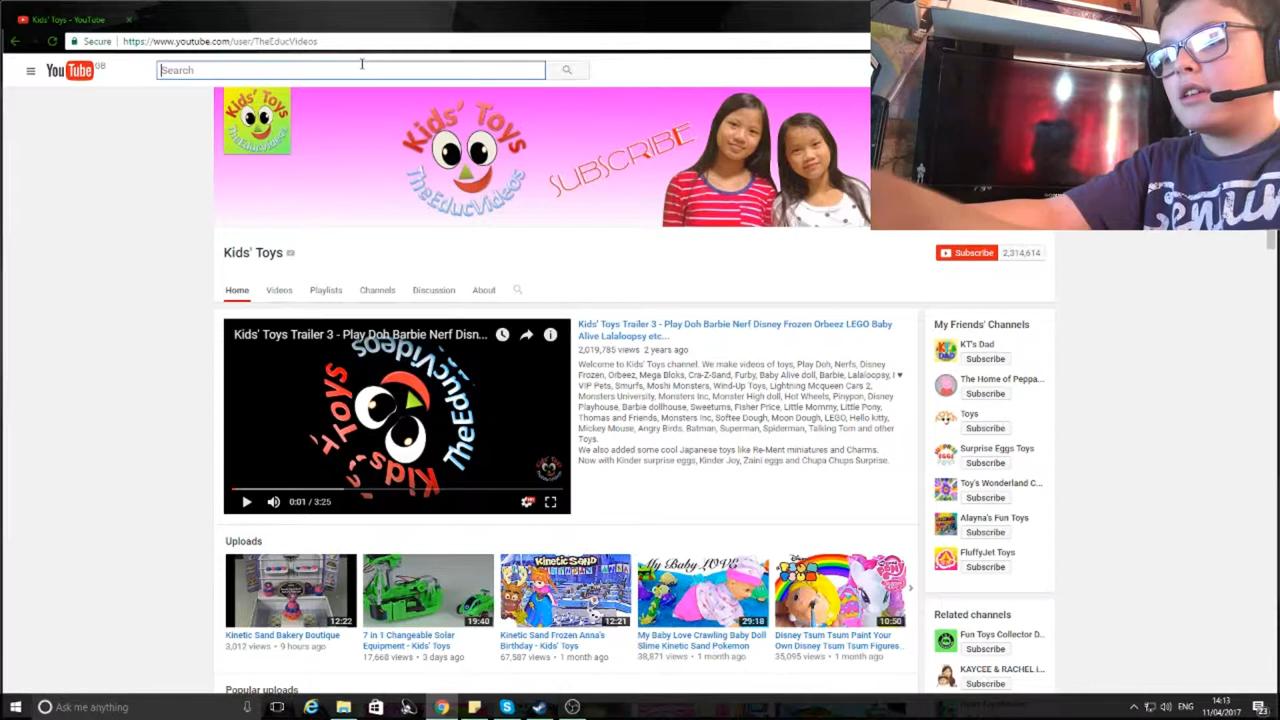 Kids' Toys - YouTube
Secure https://www.youtube.com/user/TheEducVideos
YouTube GB
Search
Kids' Toys
TheEducVideos
Kids' Toys
TheEducVideos
SUBSCRIBE
Kids' Toys
Subscribe 2,314,614
Home Videos Playlists Channels Discussion About
Kids' Toys Trailer 3 - Play Doh Barbie Nerf Disn...
Kids' Toys
TheEducVideos
0:01 / 3:25
Kids' Toys Trailer 3 - Play Doh Barbie Nerf Disney Frozen Orbeez LEGO Baby
Alive Lalaloopsy etc...
2,019,785 views 2 years ago
Welcome to Kids' Toys channel. We make videos of toys, Play Doh, Nerfs, Disney
Frozen, Orbeez, Mega Bloks, Cra-Z-Sand, Furby, Baby Alive doll, Barbie, Lalaloopsy, I ♥
VIP Pets, Smurfs, Moshi Monsters, Wind-Up Toys, Lightning Mcqueen Cars 2,
Monsters University, Monsters Inc, Monster High doll, Hot Wheels, Pinypon, Disney
Playhouse, Barbie dollhouse, Sweetums, Fisher Price, Little Mommy, Little Pony,
Thomas and Friends, Monsters Inc, Softee Dough, Moon Dough, LEGO, Hello kitty,
Mickey Mouse, Angry Birds, Batman, Superman, Spiderman, Talking Tom and other
Toys.
We also added some cool Japanese toys like Re-Ment miniatures and Charms.
Now with Kinder surprise eggs, Kinder Joy, Zaini eggs and Chupa Chups Surprise.
My Friends' Channels
KT's Dad
Subscribe
The Home of Peppa...
Subscribe
Toys
Subscribe
Surprise Eggs Toys
Subscribe
Toy's Wonderland C...
Subscribe
Alayna's Fun Toys
Subscribe
FluffyJet Toys
Subscribe
Related channels
Fun Toys Collector D...
Subscribe
KAYCEE & RACHEL i...
Subscribe
Uploads
12:22
Kinetic Sand Bakery Boutique
3,012 views • 9 hours ago
19:40
7 in 1 Changeable Solar
Equipment - Kids' Toys
17,668 views • 3 days ago
Kinetic Sand
12:21
Kinetic Sand Frozen Anna's
Birthday - Kids' Toys
67,587 views • 1 month ago
My Baby LOVE
29:18
My Baby Love Crawling Baby Doll
Slime Kinetic Sand Pokemon
38,871 views • 1 month ago
10:50
Disney Tsum Tsum Paint Your
Own Disney Tsum Tsum Figures...
35,095 views • 1 month ago
Popular uploads
Ask me anything
ENG
14:13
11/04/2017
23